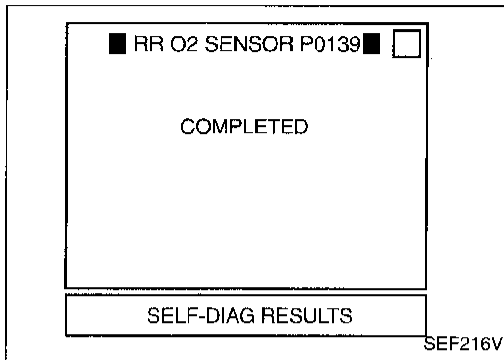 RR O2 SENSOR P0139
COMPLETED
SELF-DIAG RESULTS
SEF216V